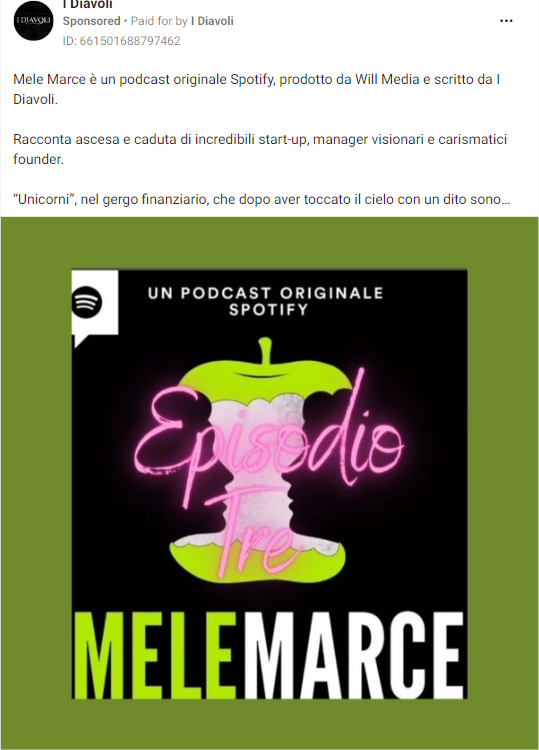 I Diavoli
I DIAVOLI
Sponsored • Paid for by I Diavoli
ID: 661501688797462
Mele Marce è un podcast originale Spotify, prodotto da Will Media e scritto da I
Diavoli.
Racconta ascesa e caduta di incredibili start-up, manager visionari e carismatici
founder.
“Unicorni”, nel gergo finanziario, che dopo aver toccato il cielo con un dito sono...
UN PODCAST ORIGINALE
SPOTIFY
Episodio
Tre
MELEMARCE